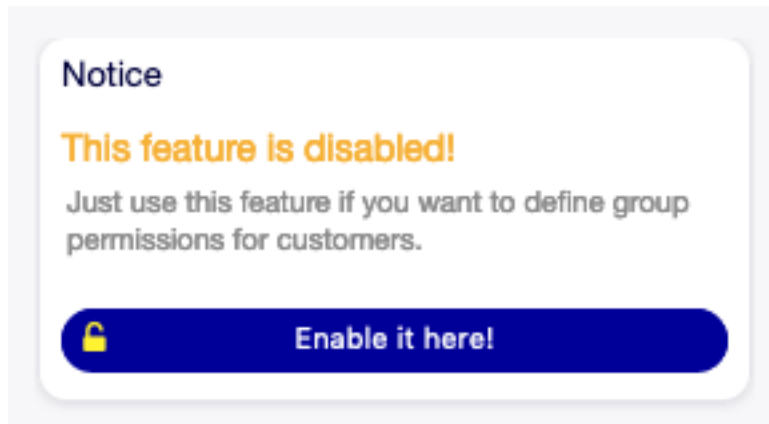 Notice
This feature is disabled!
Just use this feature if you want to define group
permissions for customers.
Enable it here!